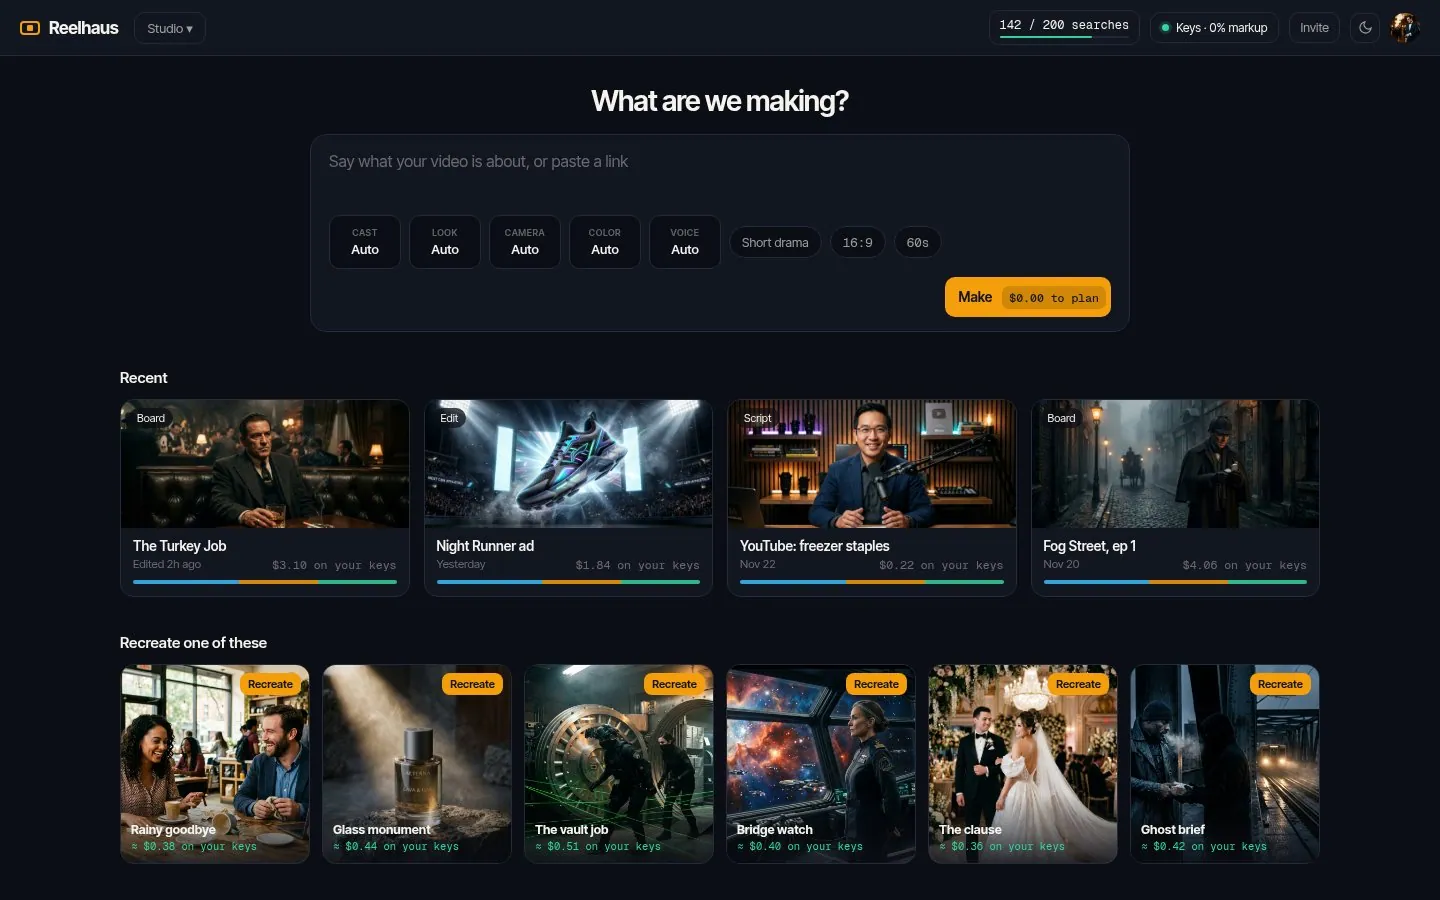 Reelhaus
Studio ▾
142 / 200 searches
Keys · 0% markup
Invite
What are we making?
Say what your video is about, or paste a link
CAST
Auto
LOOK
Auto
CAMERA
Auto
COLOR
Auto
VOICE
Auto
Short drama
16:9
60s
Make $0.00 to plan
Recent
Board
The Turkey Job
Edited 2h ago $3.10 on your keys
Edit
Night Runner ad
Yesterday $1.84 on your keys
Script
YouTube: freezer staples
Nov 22 $0.22 on your keys
Board
Fog Street, ep 1
Nov 20 $4.06 on your keys
Recreate one of these
Recreate
Rainy goodbye
≈ $0.38 on your keys
Recreate
Glass monument
≈ $0.44 on your keys
Recreate
The vault job
≈ $0.51 on your keys
Recreate
Bridge watch
≈ $0.40 on your keys
Recreate
The clause
≈ $0.36 on your keys
Recreate
Ghost brief
≈ $0.42 on your keys